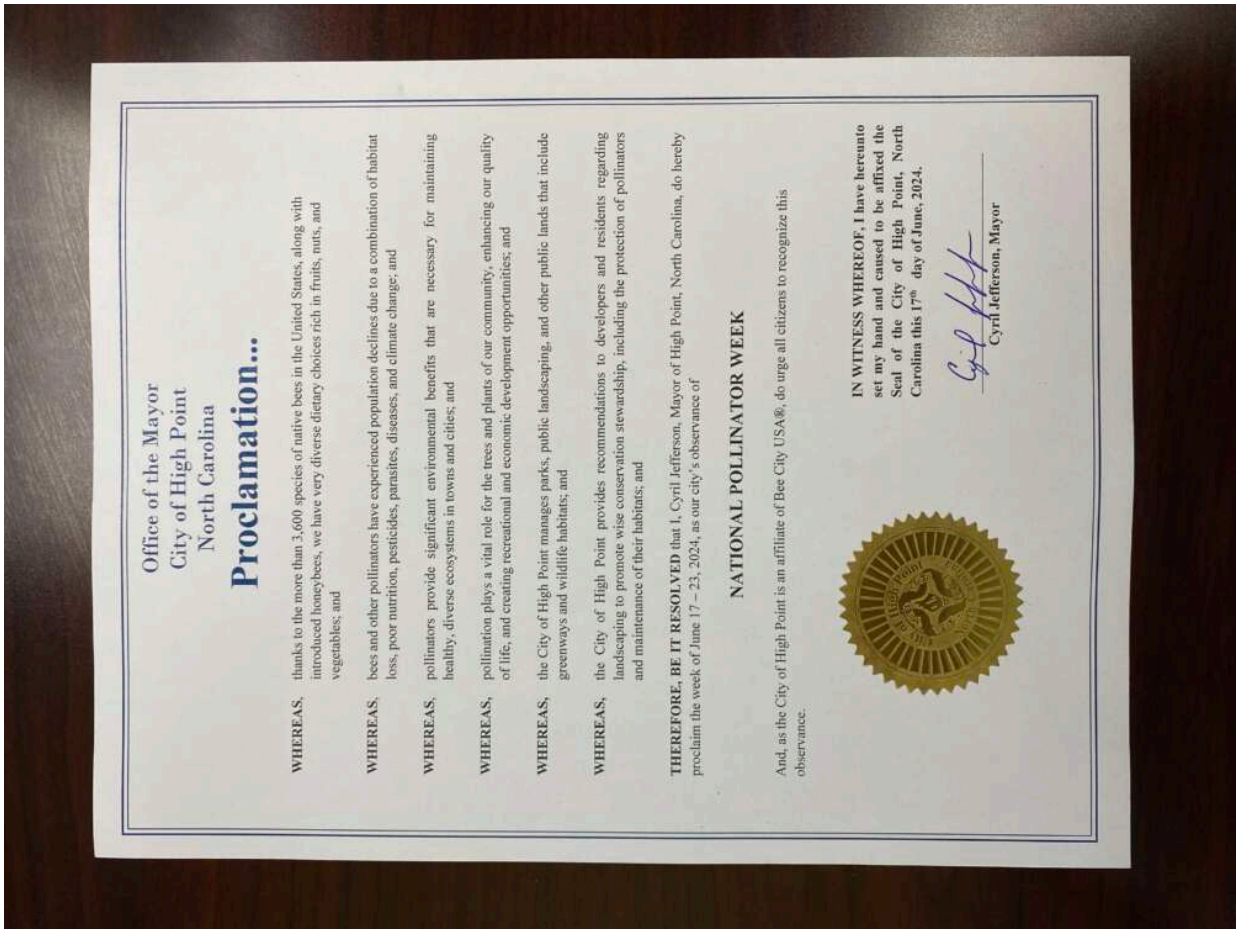 Office of the Mayor
City of High Point
North Carolina
Proclamation...
WHEREAS, thanks to the more than 3,600 species of native bees in the United States, along with
introduced honeybees, we have very diverse dietary choices rich in fruits, nuts, and
vegetables; and
WHEREAS, bees and other pollinators have experienced population declines due to a combination of habitat
loss, poor nutrition, pesticides, parasites, diseases, and climate change; and
WHEREAS, pollinators provide significant environmental benefits that are necessary for maintaining
healthy, diverse ecosystems in towns and cities; and
WHEREAS, pollination plays a vital role for the trees and plants of our community, enhancing our quality
of life, and creating recreational and economic development opportunities; and
WHEREAS, the City of High Point manages parks, public landscaping, and other public lands that include
greenways and wildlife habitats; and
WHEREAS, the City of High Point provides recommendations to developers and residents regarding
landscaping to promote wise conservation stewardship, including the protection of pollinators
and maintenance of their habitats; and
THEREFORE, BE IT RESOLVED that I, Cyril Jefferson, Mayor of High Point, North Carolina, do hereby
proclaim the week of June 17 – 23, 2024, as our city's observance of
NATIONAL POLLINATOR WEEK
And, as the City of High Point is an affiliate of Bee City USA®, do urge all citizens to recognize this
observance.
IN WITNESS WHEREOF, I have hereunto
set my hand and caused to be affixed the
Seal of the City of High Point, North
Carolina this 17th day of June, 2024.
Cyril Jefferson, Mayor
of High Point